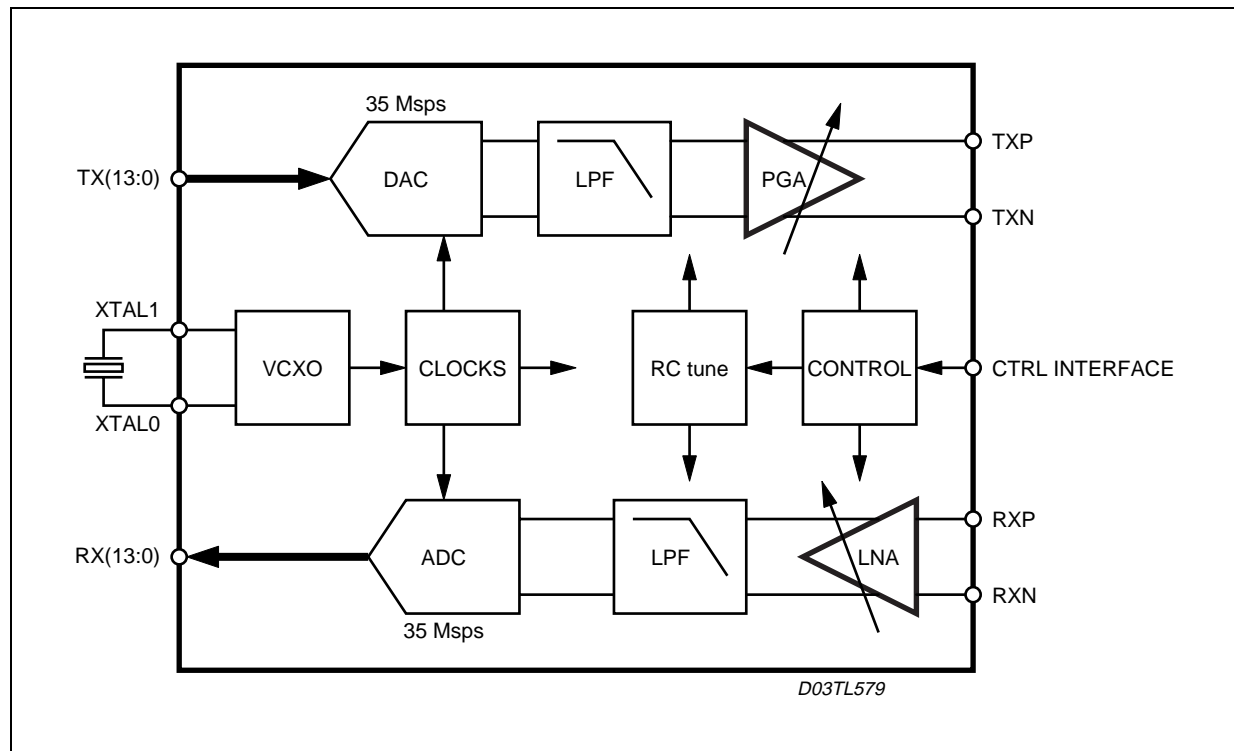 35 Msps
TX(13:0)
DAC
LPF
PGA
TXP
TXN
XTAL1
XTAL0
VCXO
CLOCKS
RC tune
CONTROL
CTRL INTERFACE
RX(13:0)
ADC
LPF
LNA
RXP
RXN
35 Msps
D03TL579